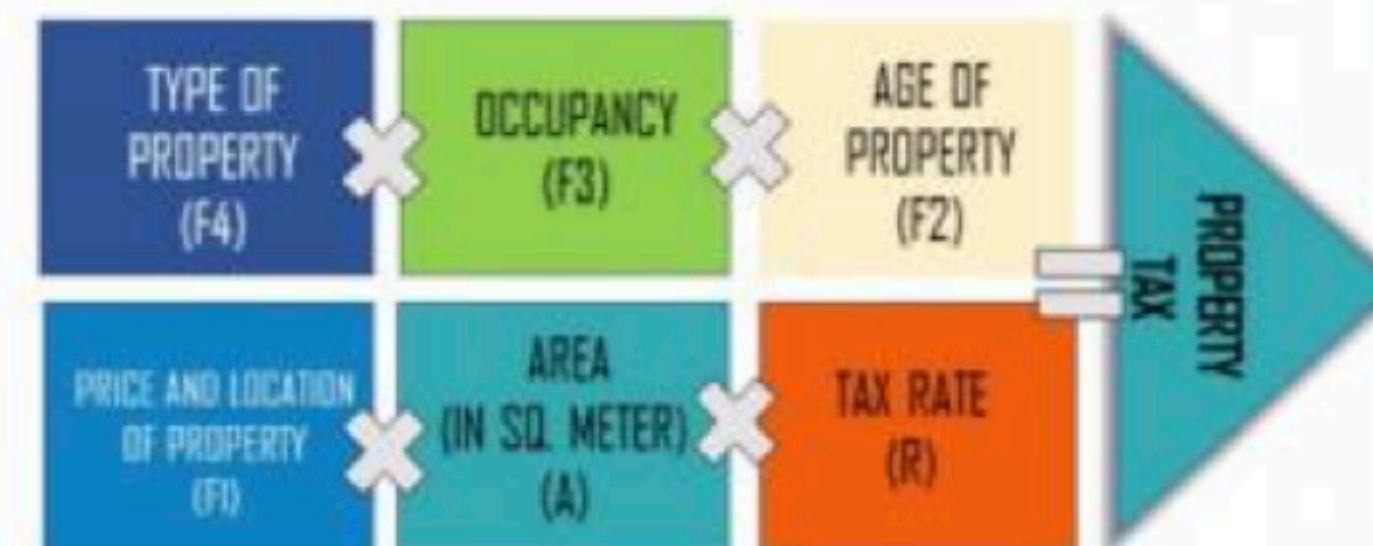 TYPE OF
PROPERTY
(F4)
OCCUPANCY
(F3)
AGE OF
PROPERTY
(F2)
PRICE AND LOCATION
OF PROPERTY
(F1)
AREA
(IN SQ. METER)
(A)
TAX RATE
(R)
PROPERTY
TAX